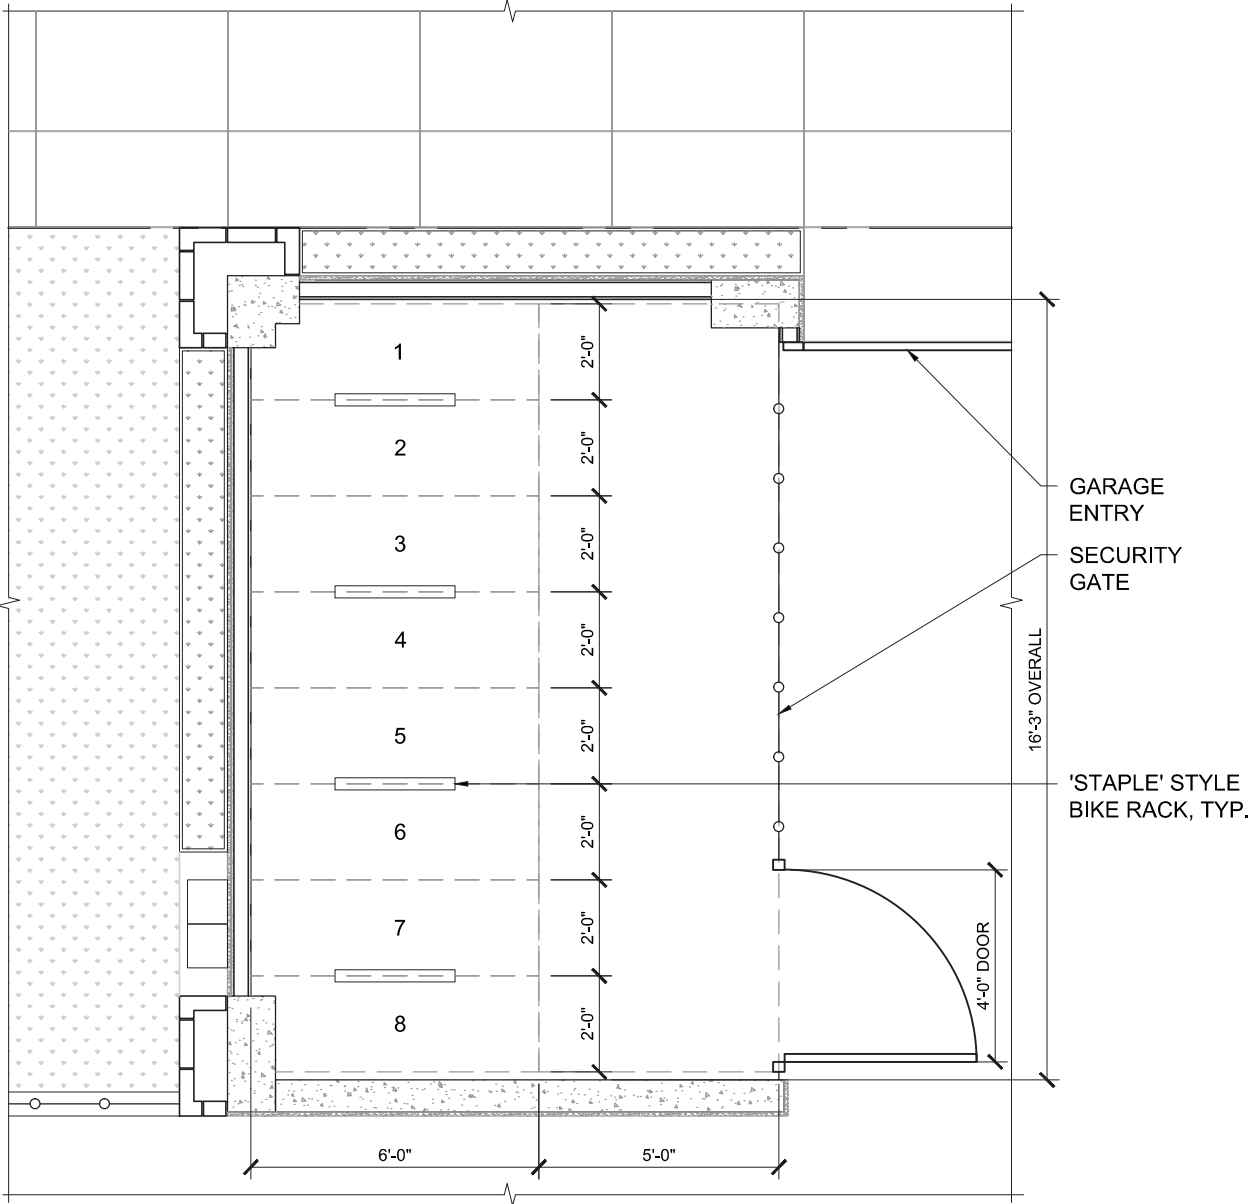 1
2'-0"
2
2'-0"
GARAGE
ENTRY
3
2'-0"
SECURITY
GATE
4
2'-0"
16'-3" OVERALL
5
2'-0"
'STAPLE' STYLE
BIKE RACK, TYP.
6
2'-0"
7
2'-0"
4'-0" DOOR
8
2'-0"
6'-0"
5'-0"